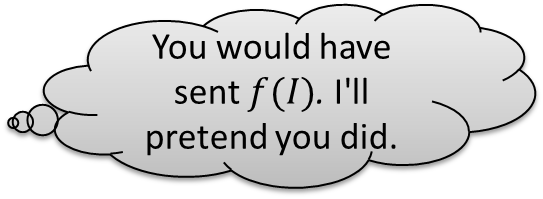 You would have
sent f(I). I'll
pretend you did.